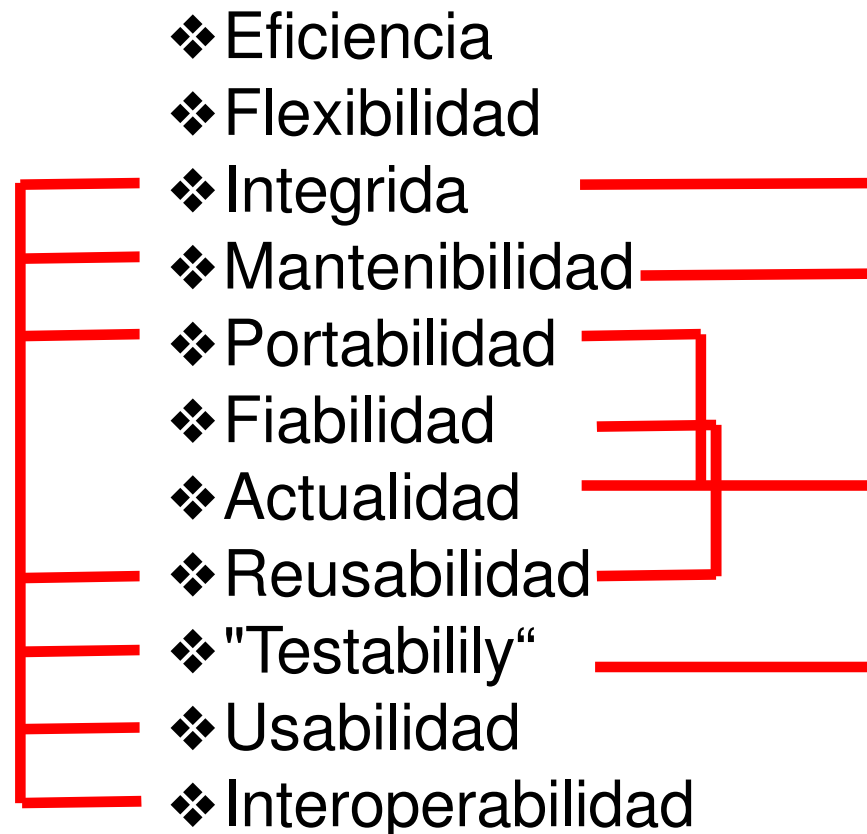 ❖Eficiencia
❖Flexibilidad
❖Integrida
❖Mantenibilidad
❖Portabilidad
❖Fiabilidad
❖Actualidad
❖Reusabilidad
❖"Testabilily“
❖Usabilidad
❖Interoperabilidad